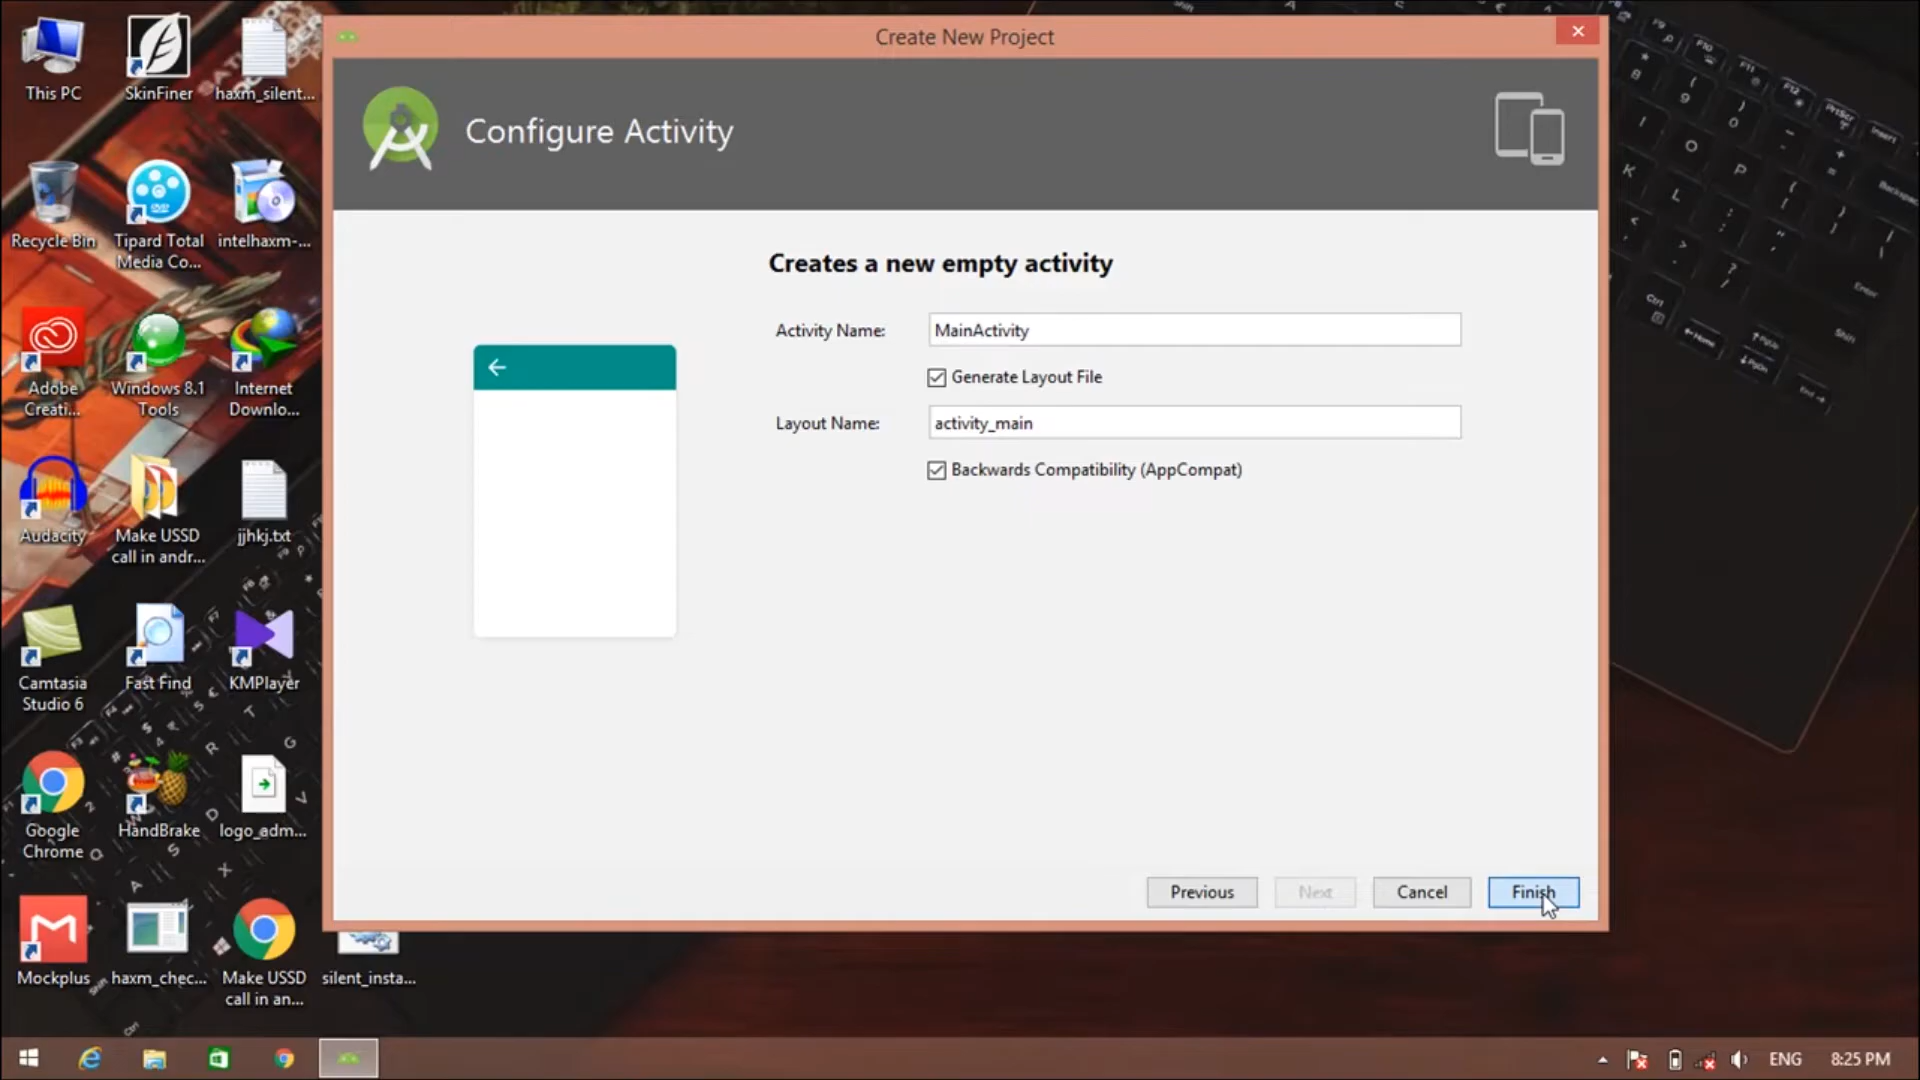 Create New Project
Configure Activity
Creates a new empty activity
Activity Name:
MainActivity
Generate Layout File
Layout Name:
activity_main
Backwards Compatibility (AppCompat)
Previous
Next
Cancel
Finish
This PC
SkinFiner
haxm_silent...
Recycle Bin
Tipard Total
Media Co...
intelhaxm-...
Adobe
Creati...
Windows 8.1
Tools
Internet
Downlo...
Audacity
Make USSD
call in andr...
jjhkj.txt
Camtasia
Studio 6
Fast Find
KMPlayer
Google
Chrome
HandBrake
logo_adm...
Mockplus
haxm_chec...
Make USSD
call in an...
silent_insta...
ENG
8:25 PM